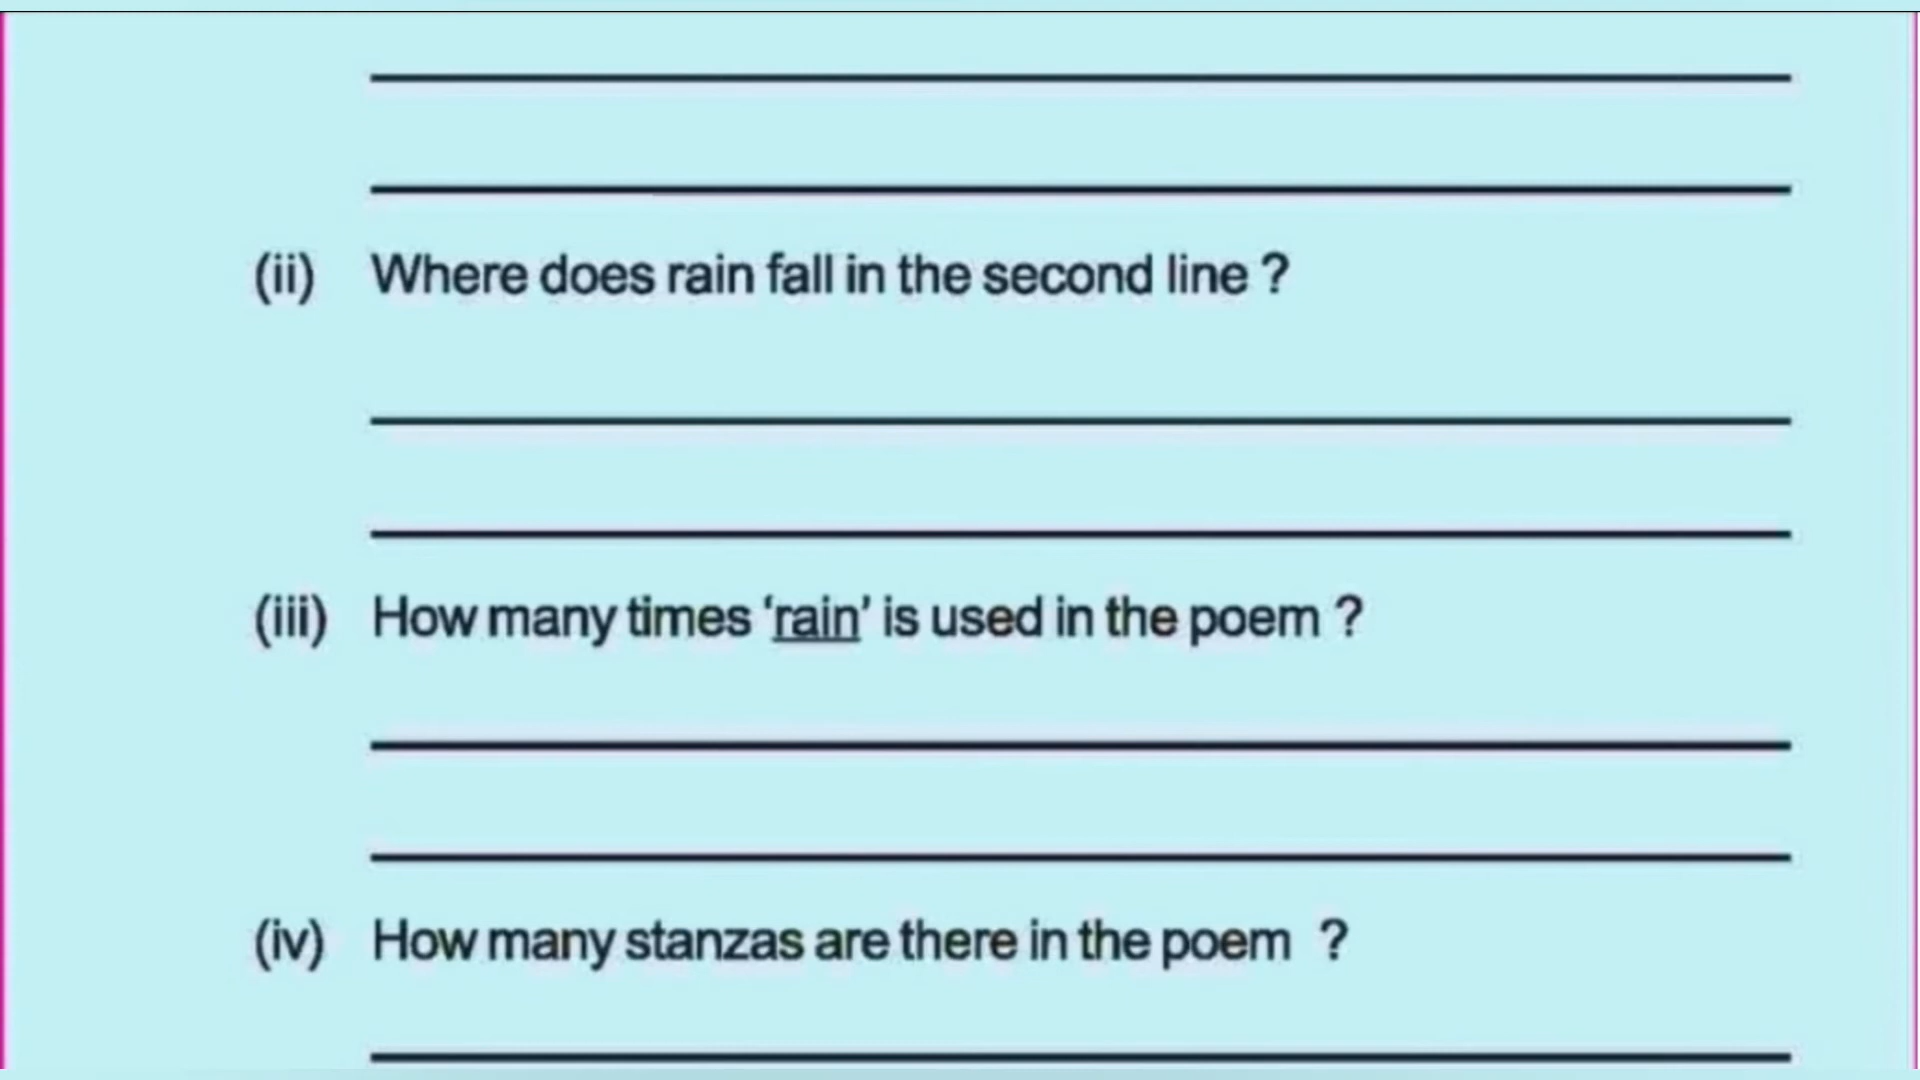 (ii) Where does rain fall in the second line ?
(iii) How many times ‘rain’ is used in the poem ?
(iv) How many stanzas are there in the poem ?